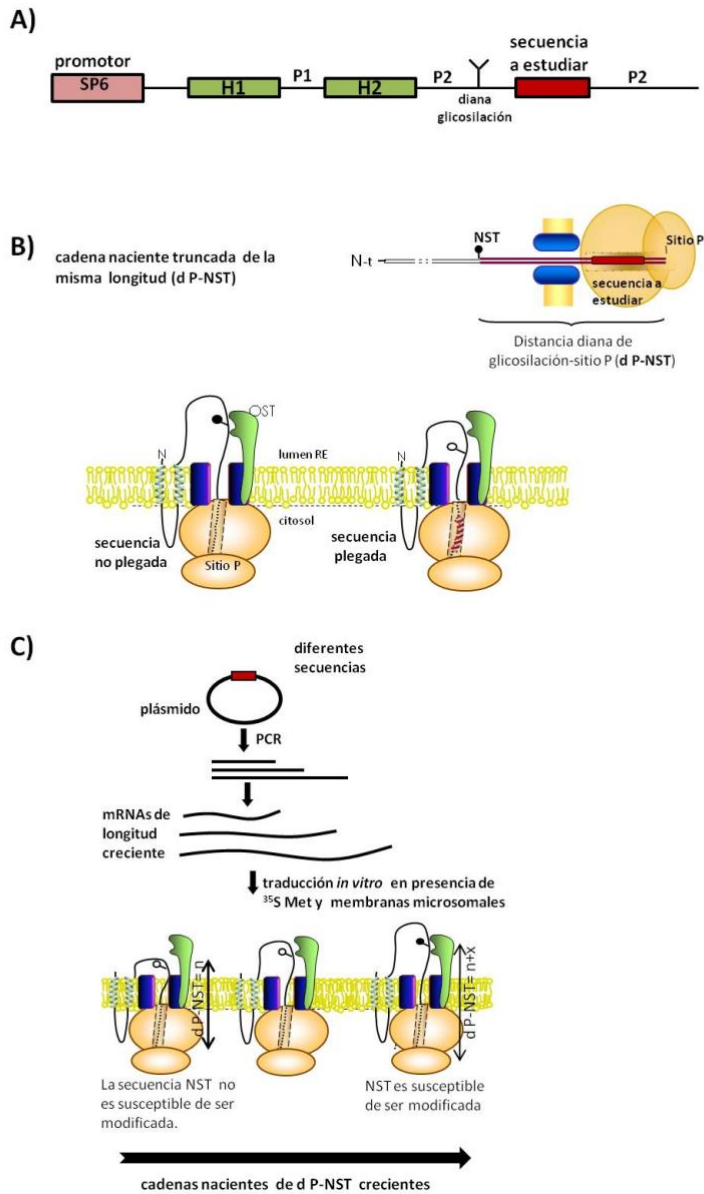 A)
promotor
SP6
H1
P1
H2
P2
diana
glicosilación
secuencia
a estudiar
P2
B)
cadena naciente truncada de la
misma longitud (d P-NST)
N-t
NST
Sitio P
secuencia a
estudiar
Distancia diana de
glicosilación-sitio P (d P-NST)
OST
N
lumen RE
citosol
secuencia
no plegada
Sitio P
N
secuencia
plegada
C)
diferentes
secuencias
plásmido
PCR
mRNAs de
longitud
creciente
traducción in vitro en presencia de
35S Met y membranas microsomales
d P-NST= n
d P-NST= n+x
La secuencia NST no
es susceptible de ser
modificada.
NST es susceptible
de ser modificada
cadenas nacientes de d P-NST crecientes